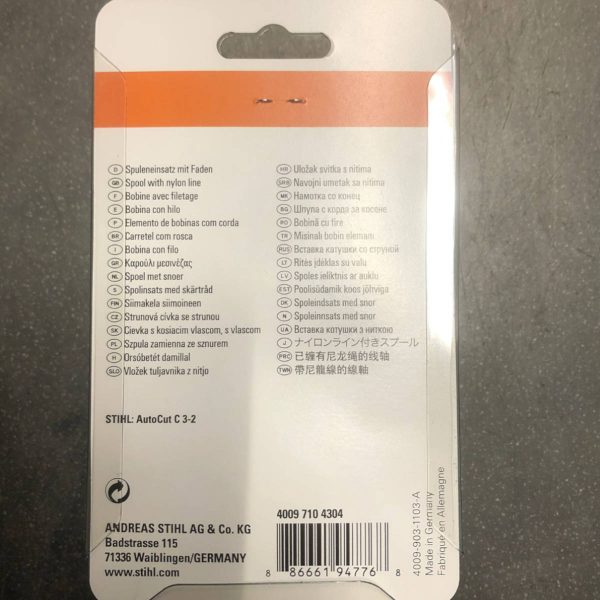 D Spuleneinsatz mit Faden
GB Spool with nylon line
F Bobine avec filetage
E Bobina con hilo
P Elemento de bobinas com corda
BR Carretel com rosca
I Bobina con filo
GR Καρούλι μεσινέζας
NL Spoel met snoer
S Spolinsats med skärtråd
FIN Siimakela siimoineen
CZ Strunová cívka se strunou
SK Cievka s kosiacim vlascom, s vlascom
PL Szpula zamienna ze sznurem
H Orsóbetét damillal
SLO Vložek tuljavnika z nitjo
HR Uložak svitka s nitima
SRB Navojni umetak sa nitima
MK Намотка со конец
BG Шпула с корда за косене
RO Bobină cu fire
TR Misinalı bobin elemanı
RUS Вставка катушки со струной
LT Ritės įdėklas su valu
LV Spoles ieliktnis ar auklu
EST Poolisüdamik koos jõhviga
DK Spoleindsats med snor
N Spoleinnsats med snor
UA Вставка котушки з ниткою
J ナイロンライン付きスプール
PRC 已缠有尼龙绳的线轴
TWN 帶尼龍線的線軸
STIHL: AutoCut C 3-2
ANDREAS STIHL AG & Co. KG
Badstrasse 115
71336 Waiblingen/GERMANY
www.stihl.com
4009 710 4304
8 86661 94776 8
4009-903-1103-A
Made in Germany
Fabriqué en Allemagne